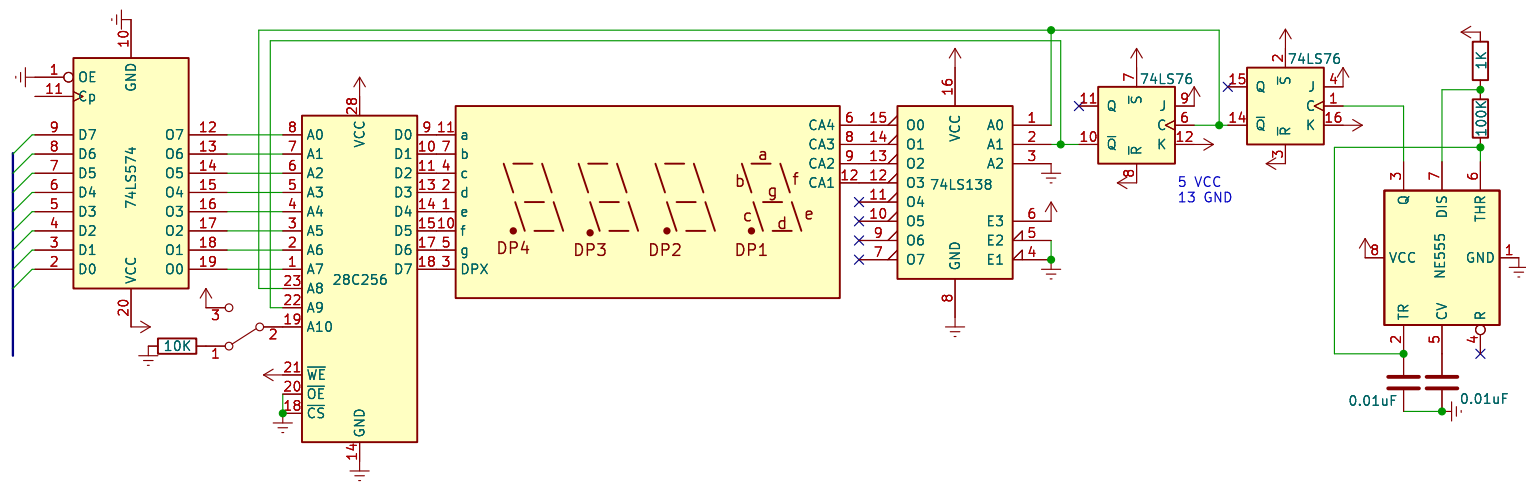 10
GND
1
OE
11
Cp
9 D7 O7 12
8 D6 O6 13
7 D5 O5 14
6 D4 O4 15
5 D3 O3 16
4 D2 O2 17
3 D1 O1 18
2 D0 O0 19
74LS574
VCC
20
3
2
1
10K
28
VCC
8 A0 D0 9
7 A1 D1 10
6 A2 D2 11
5 A3 D3 13
4 A4 D4 14
3 A5 D5 15
2 A6 D6 17
1 A7 D7 18
23 A8
22 A9
19 A10
28C256
21 WE
20 OE
18 CS
GND
14
11 a
7 b
4 c
2 d
1 e
10 f
5 g
3 DPX
a
b
f
g
c
e
d
DP4
DP3
DP2
DP1
CA4 6
CA3 8
CA2 9
CA1 12
16
VCC
15 O0 A0 1
14 O1 A1 2
13 O2 A2 3
12 O3
74LS138
11 O4
10 O5 E3 6
9 O6 E2 5
7 O7 E1 4
GND
8
74LS76
7
S
11 Q J 9
C 6
10 Q K 12
R
8
5 VCC
13 GND
74LS76
2
S
15 Q J 4
C 1
14 Q K 16
R
3
1K
100K
3 7 6
Q DIS THR
8 VCC
NE555
GND 1
TR CV R
2 5 4
0.01uF
0.01uF